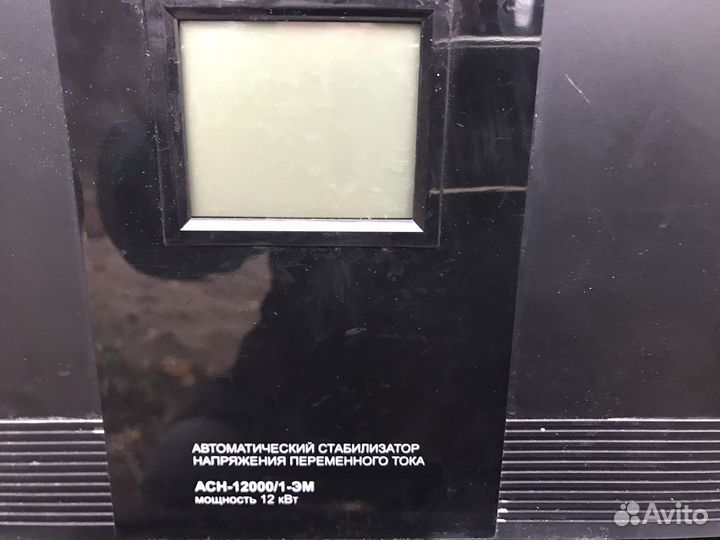 АВТОМАТИЧЕСКИЙ СТАБИЛИЗАТОР
НАПРЯЖЕНИЯ ПЕРЕМЕННОГО ТОКА
АСН-12000/1-ЭМ
мощность 12 кВт
Avito